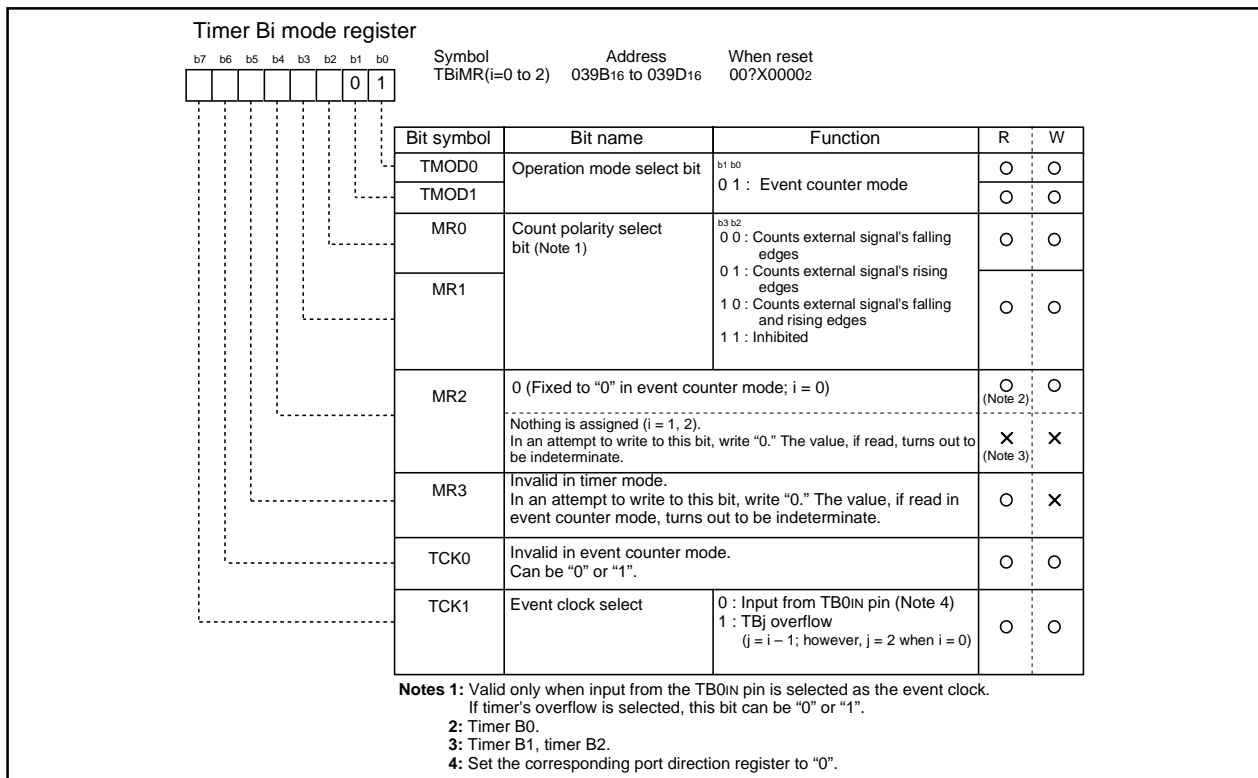 Timer Bi mode register
b7 b6 b5 b4 b3 b2 b1 b0
0 1
Symbol Address When reset
TBiMR(i=0 to 2) 039B16 to 039D16 00?X00002
Bit symbol Bit name Function R W
TMOD0 Operation mode select bit b1 b0
0 1 : Event counter mode
TMOD1
MR0 Count polarity select
bit (Note 1)
b3 b2
0 0 : Counts external signal's falling
edges
0 1 : Counts external signal's rising
edges
MR1
1 0 : Counts external signal's falling
and rising edges
1 1 : Inhibited
MR2 0 (Fixed to “0” in event counter mode; i = 0)
(Note 2)
Nothing is assigned (i = 1, 2).
In an attempt to write to this bit, write “0.” The value, if read, turns out to
be indeterminate.
(Note 3)
MR3 Invalid in timer mode.
In an attempt to write to this bit, write “0.” The value, if read in
event counter mode, turns out to be indeterminate.
TCK0 Invalid in event counter mode.
Can be “0” or “1”.
TCK1 Event clock select 0 : Input from TB0IN pin (Note 4)
1 : TBj overflow
(j = i – 1; however, j = 2 when i = 0)
Notes 1: Valid only when input from the TB0IN pin is selected as the event clock.
If timer's overflow is selected, this bit can be “0” or “1”.
2: Timer B0.
3: Timer B1, timer B2.
4: Set the corresponding port direction register to “0”.